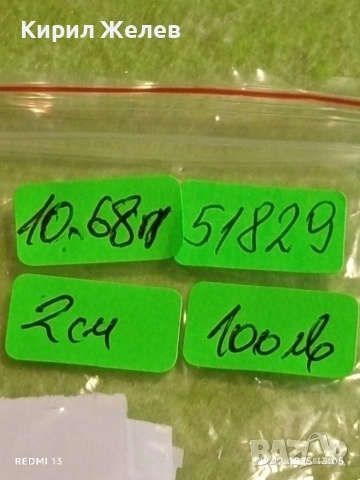 Кирил Желев
10.68гр
51829
2см
100лв
REDMI 13